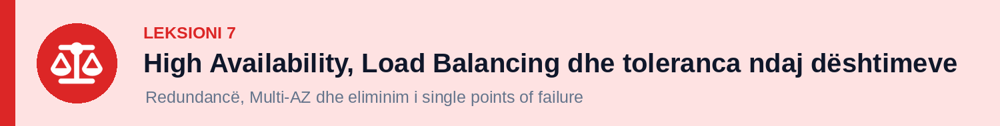 LEKSIONI 7
High Availability, Load Balancing dhe toleranca ndaj dështimeve
Redundancë, Multi-AZ dhe eliminim i single points of failure